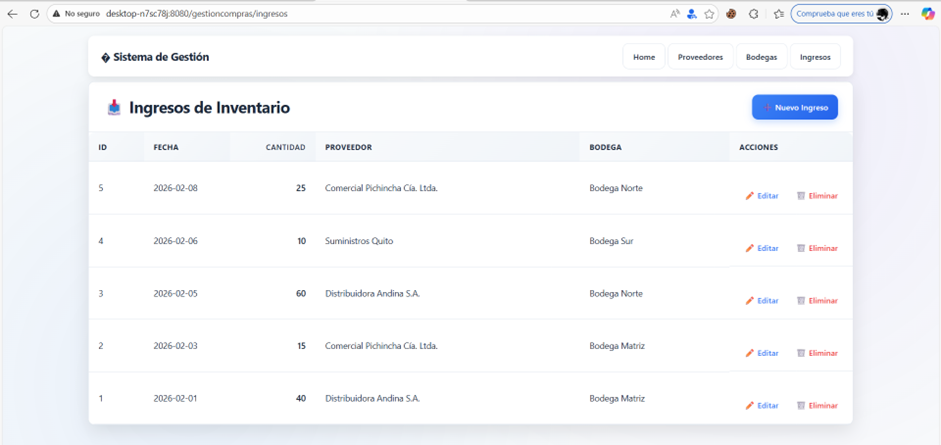 No seguro desktop-n7sc78j:8080/gestioncompras/ingresos Comprueba que eres tú
� Sistema de Gestión Home Proveedores Bodegas Ingresos
Ingresos de Inventario Nuevo Ingreso
ID FECHA CANTIDAD PROVEEDOR BODEGA ACCIONES
5 2026-02-08 25 Comercial Pichincha Cía. Ltda. Bodega Norte Editar Eliminar
4 2026-02-06 10 Suministros Quito Bodega Sur Editar Eliminar
3 2026-02-05 60 Distribuidora Andina S.A. Bodega Norte Editar Eliminar
2 2026-02-03 15 Comercial Pichincha Cía. Ltda. Bodega Matriz Editar Eliminar
1 2026-02-01 40 Distribuidora Andina S.A. Bodega Matriz Editar Eliminar